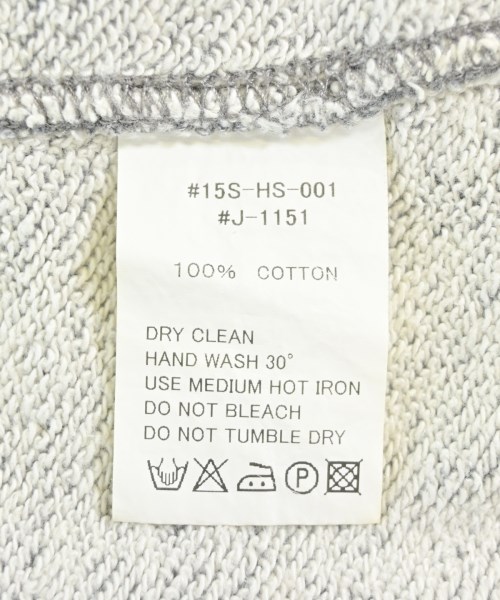 #15S-HS-001
#J-1151
100% COTTON
DRY CLEAN
HAND WASH 30°
USE MEDIUM HOT IRON
DO NOT BLEACH
DO NOT TUMBLE DRY
P